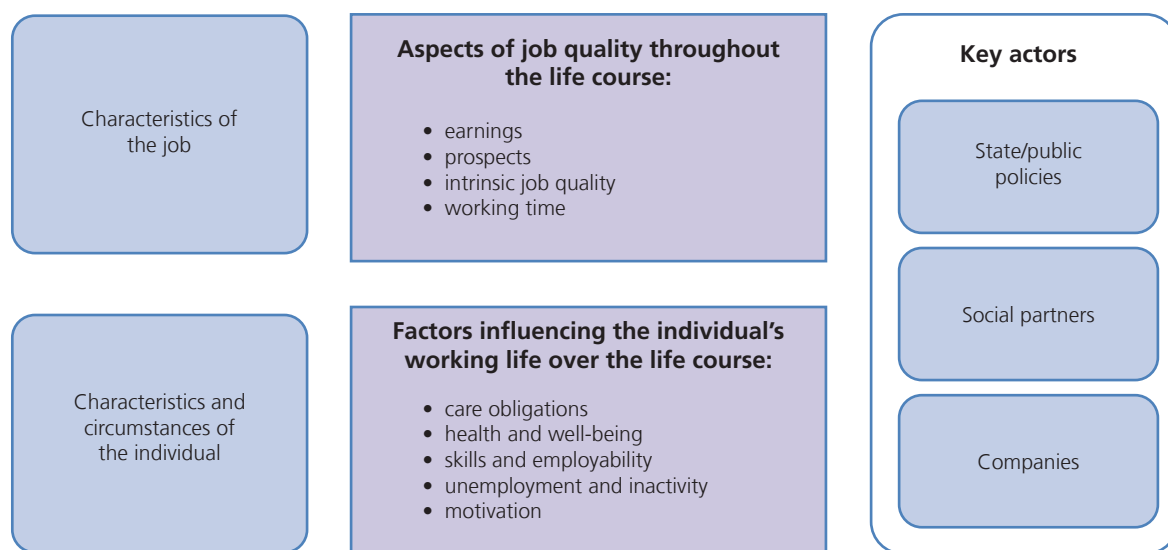 Characteristics of
the job
Aspects of job quality throughout
the life course:
• earnings
• prospects
• intrinsic job quality
• working time
Characteristics and
circumstances of
the individual
Factors influencing the individual’s
working life over the life course:
• care obligations
• health and well-being
• skills and employability
• unemployment and inactivity
• motivation
Key actors
State/public
policies
Social partners
Companies